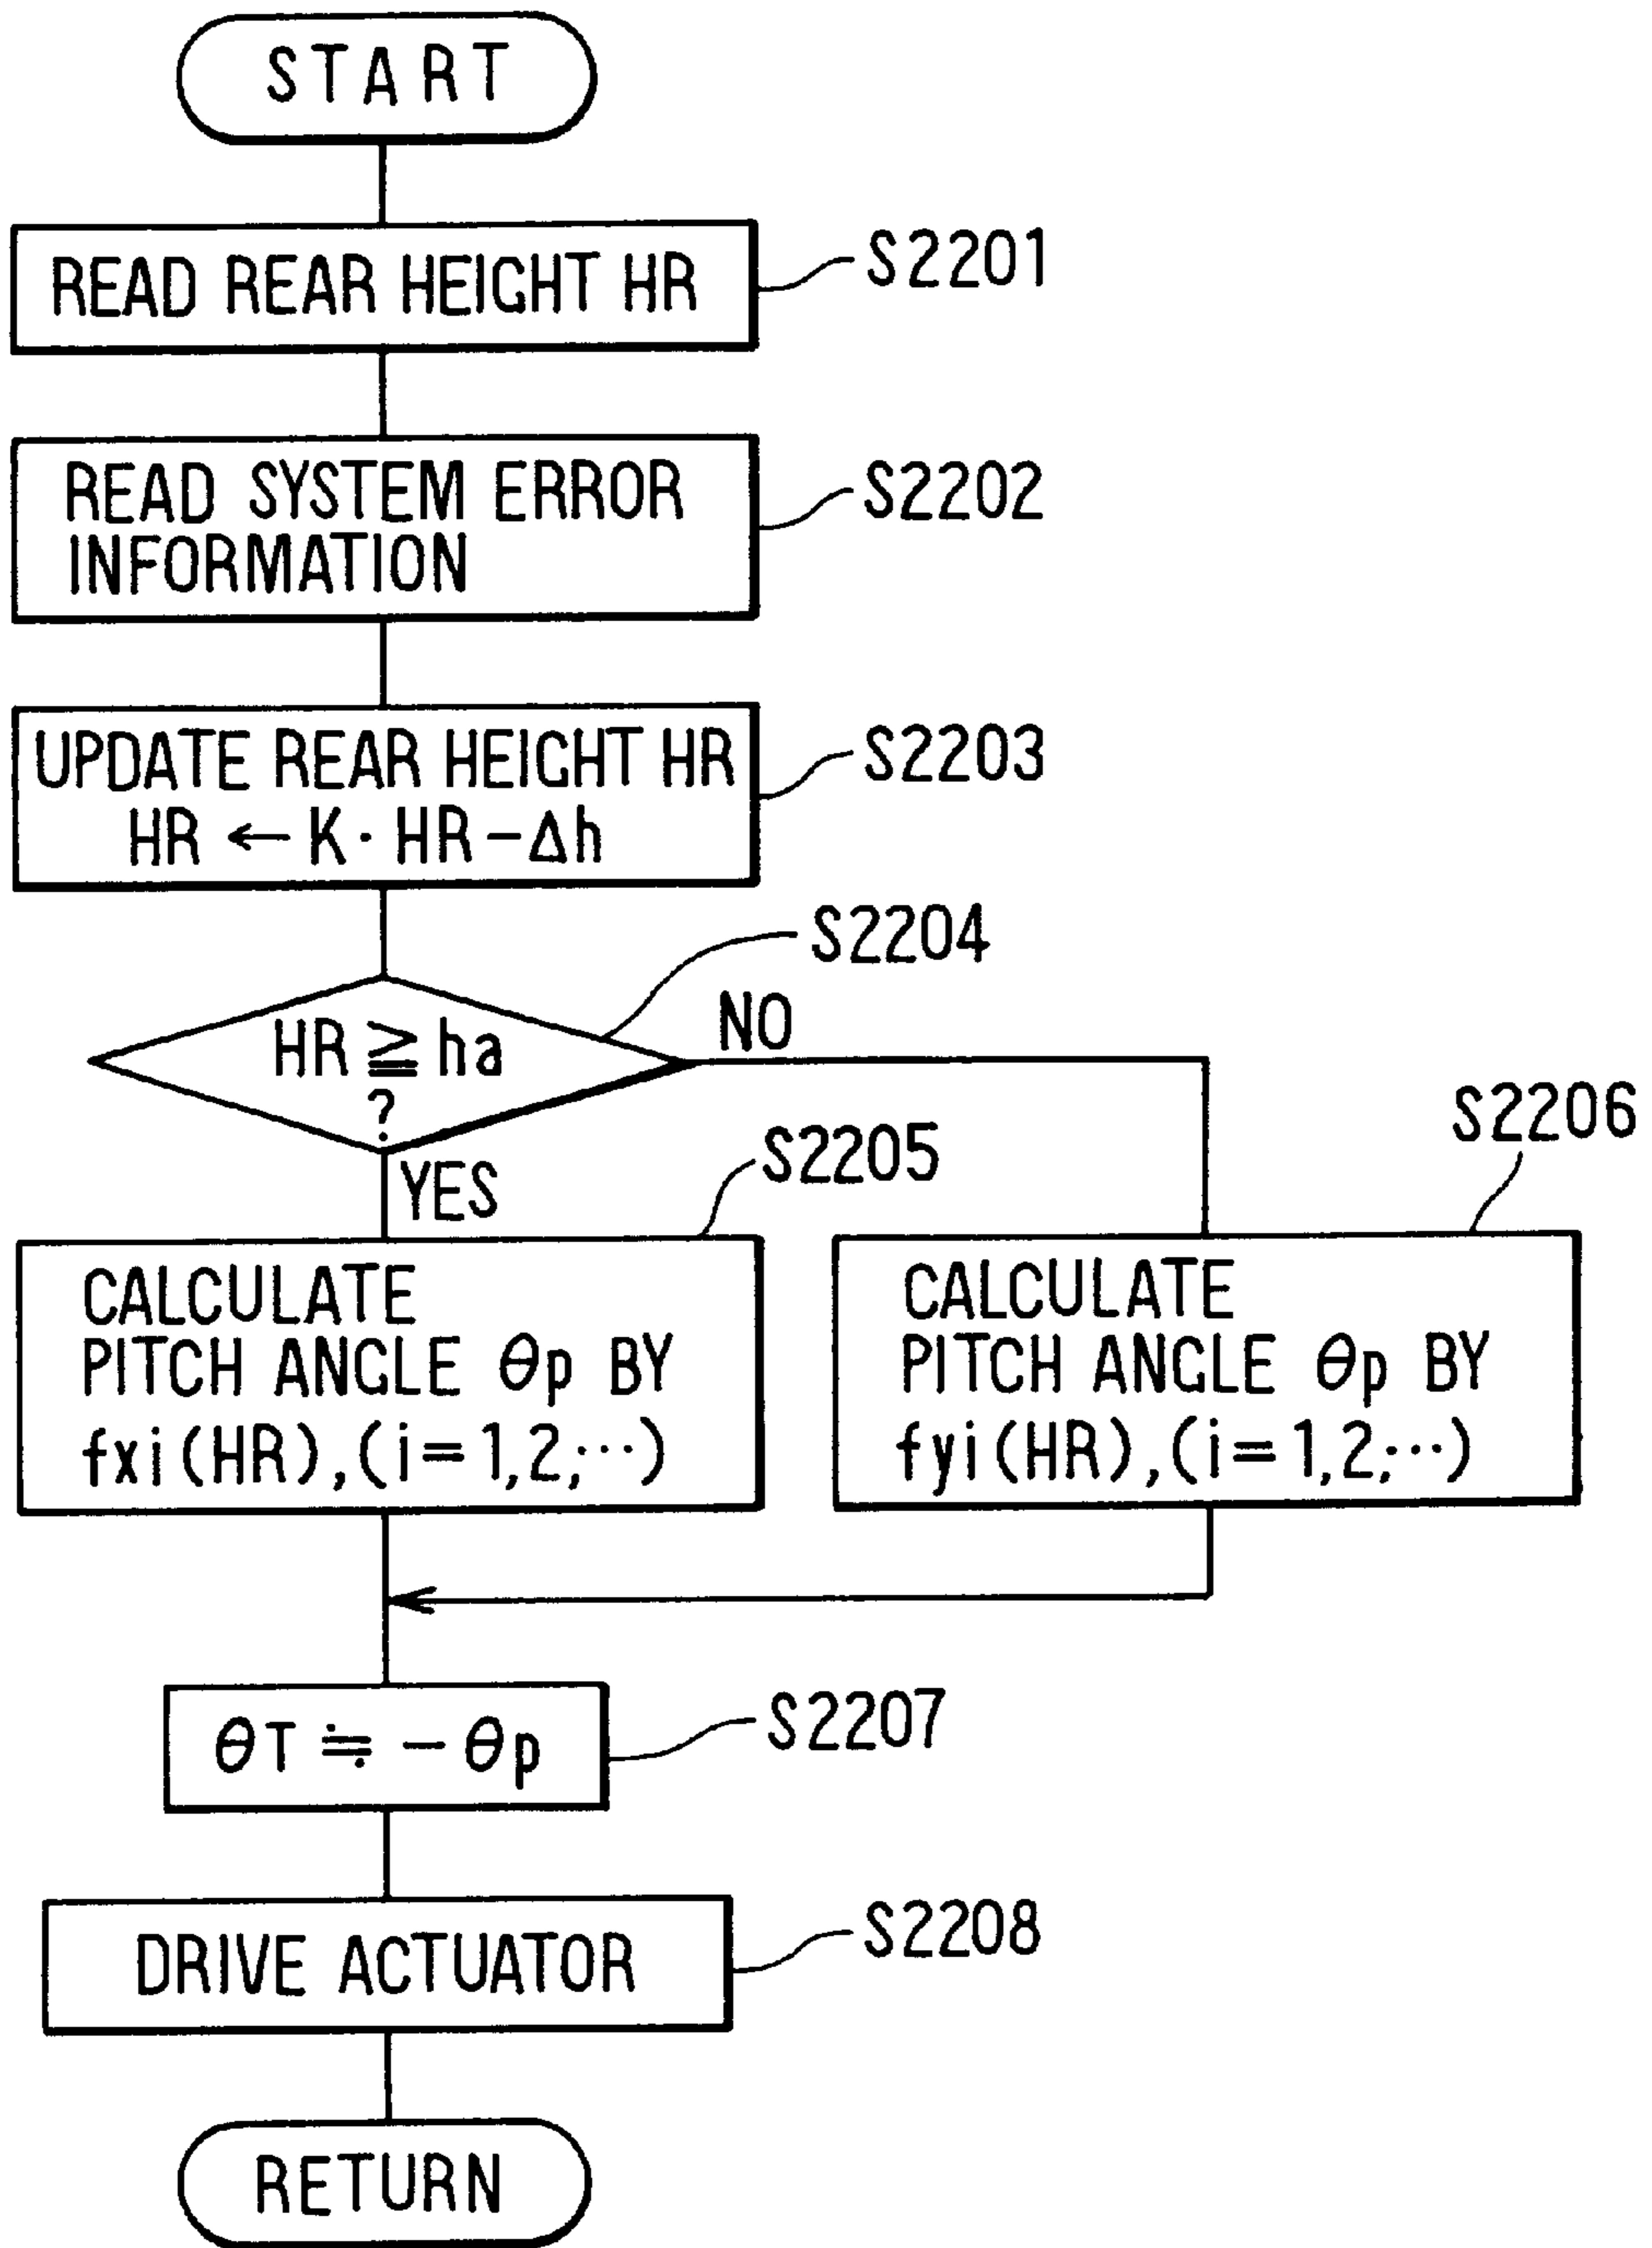 START
READ REAR HEIGHT HR
S2201
READ SYSTEM ERROR
INFORMATION
S2202
UPDATE REAR HEIGHT HR
HR ← K· HR-Δh
S2203
S2204
HR ≧ ha
?
NO
YES
S2205
S2206
CALCULATE
PITCH ANGLE θp BY
fxi(HR),(i=1,2,···)
CALCULATE
PITCH ANGLE θp BY
fyi(HR),(i=1,2,···)
θT ≒ - θp
S2207
DRIVE ACTUATOR
S2208
RETURN